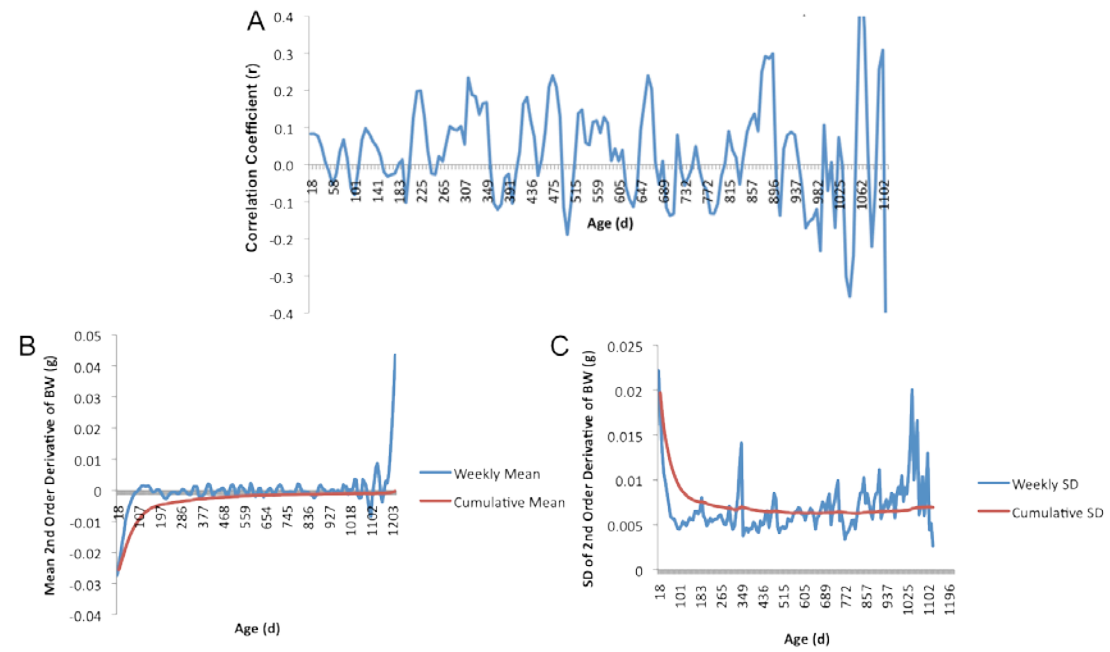 A
Correlation Coefficient (r)
0.4
0.3
0.2
0.1
0.0
-0.1
-0.2
-0.3
-0.4
18 58 101 141 183 225 265 307 349 391 436 475 515 559 605 647 689 732 772 815 857 896 937 982 1025 1062 1102
Age (d)
B
Mean 2nd Order Derivative of BW (g)
0.05
0.04
0.03
0.02
0.01
0
-0.01
-0.02
-0.03
-0.04
18 107 197 286 377 468 559 654 745 836 927 1018 1102 1203
Age (d)
Weekly Mean
Cumulative Mean
C
SD of 2nd Order Derivative of BW (g)
0.025
0.02
0.015
0.01
0.005
0
18 101 183 265 349 436 515 605 689 772 857 937 1025 1102 1196
Age (d)
Weekly SD
Cumulative SD